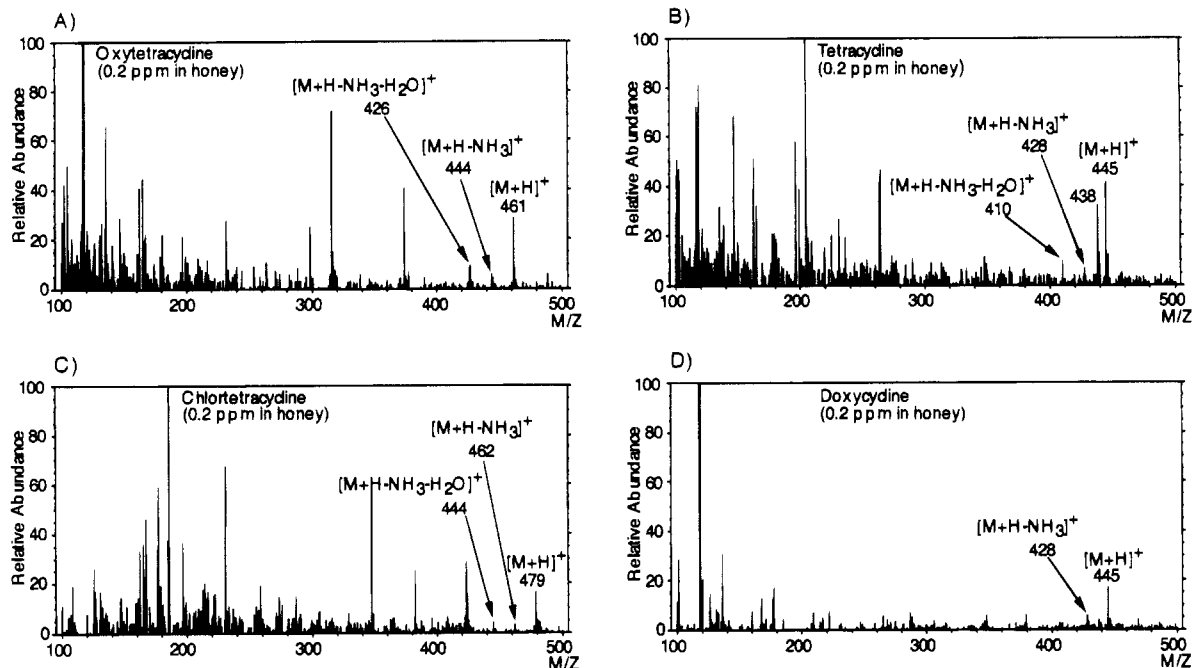 A)
Oxytetracydine
(0.2 ppm in honey)
[M+H-NH3-H2O]+
426
[M+H-NH3]+
444
[M+H]+
461
Relative Abundance
100
80
60
40
20
0
100 200 300 400 500
M/Z
B)
Tetracydine
(0.2 ppm in honey)
[M+H-NH3]+
428
[M+H]+
445
438
[M+H-NH3-H2O]+
410
Relative Abundance
100
80
60
40
20
0
100 200 300 400 500
M/Z
C)
Chlortetracydine
(0.2 ppm in honey)
[M+H-NH3]+
462
[M+H-NH3-H2O]+
444
[M+H]+
479
Relative Abundance
100
80
60
40
20
0
100 200 300 400 500
M/Z
D)
Doxycydine
(0.2 ppm in honey)
[M+H-NH3]+
428
[M+H]+
445
Relative Abundance
100
80
60
40
20
0
100 200 300 400 500
M/Z